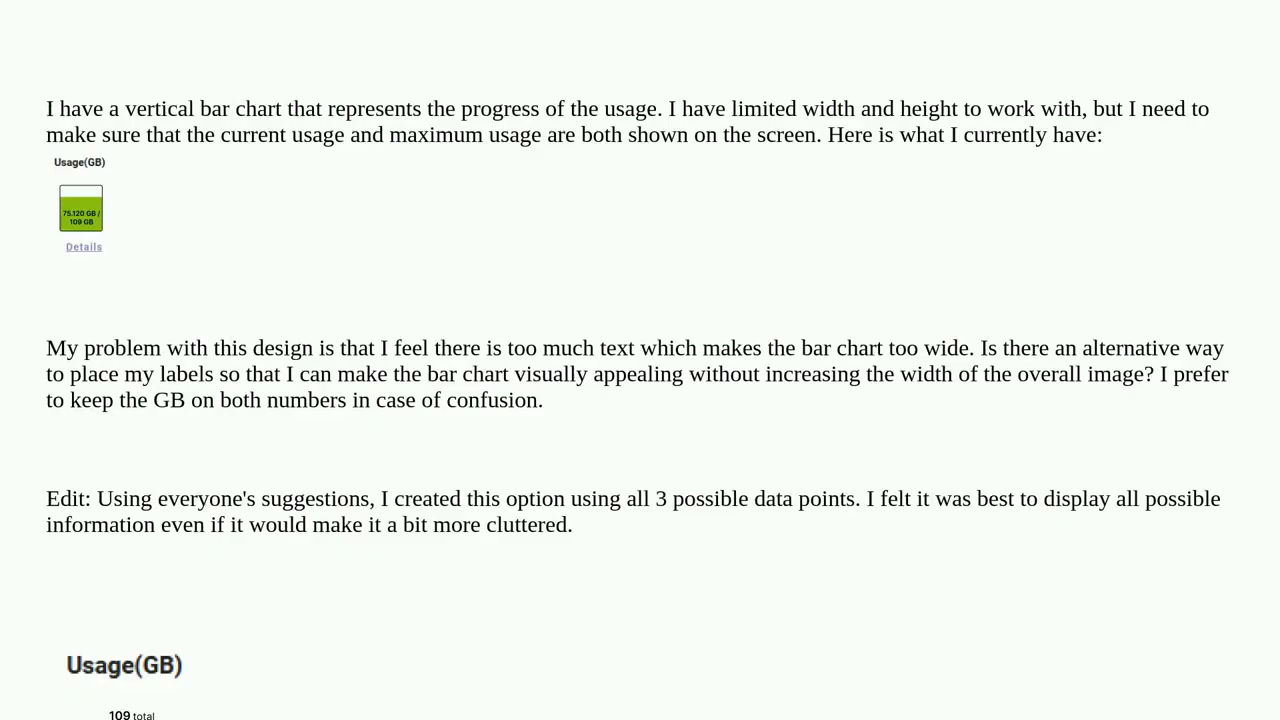 I have a vertical bar chart that represents the progress of the usage. I have limited width and height to work with, but I need to
make sure that the current usage and maximum usage are both shown on the screen. Here is what I currently have:
Usage(GB)
75.120 GB /
109 GB
Details
My problem with this design is that I feel there is too much text which makes the bar chart too wide. Is there an alternative way
to place my labels so that I can make the bar chart visually appealing without increasing the width of the overall image? I prefer
to keep the GB on both numbers in case of confusion.
Edit: Using everyone's suggestions, I created this option using all 3 possible data points. I felt it was best to display all possible
information even if it would make it a bit more cluttered.
Usage(GB)
109 total